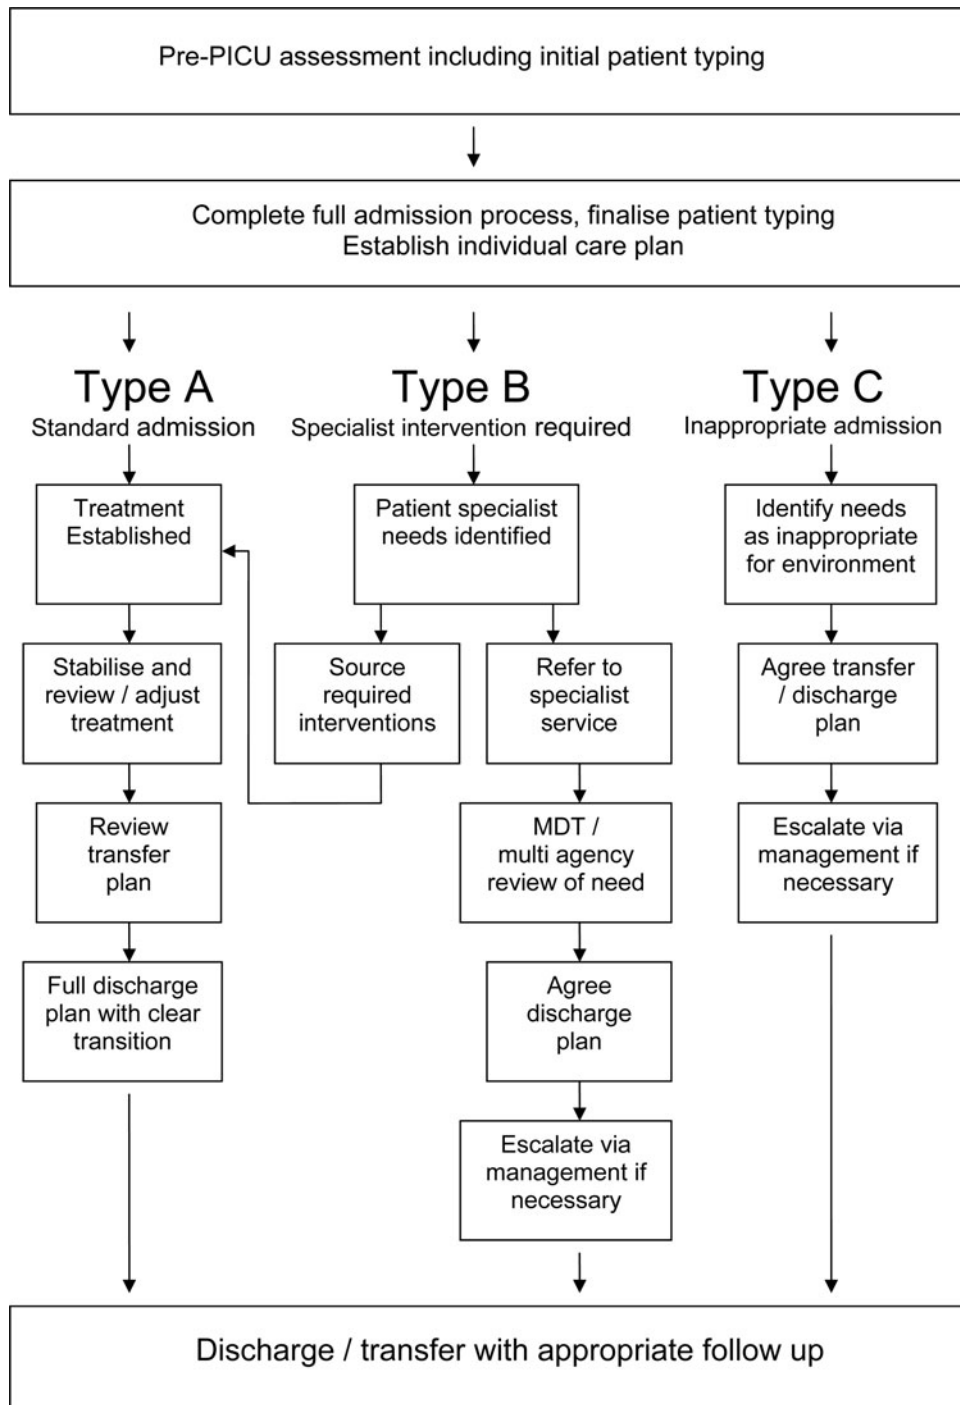 Pre-PICU assessment including initial patient typing
Complete full admission process, finalise patient typing
Establish individual care plan
Type A
Standard admission
Type B
Specialist intervention required
Type C
Inappropriate admission
Treatment
Established
Patient specialist
needs identified
Identify needs
as inappropriate
for environment
Stabilise and
review / adjust
treatment
Source
required
interventions
Refer to
specialist
service
Agree transfer
/ discharge
plan
Review
transfer
plan
MDT /
multi agency
review of need
Escalate via
management if
necessary
Full discharge
plan with clear
transition
Agree
discharge
plan
Escalate via
management if
necessary
Discharge / transfer with appropriate follow up